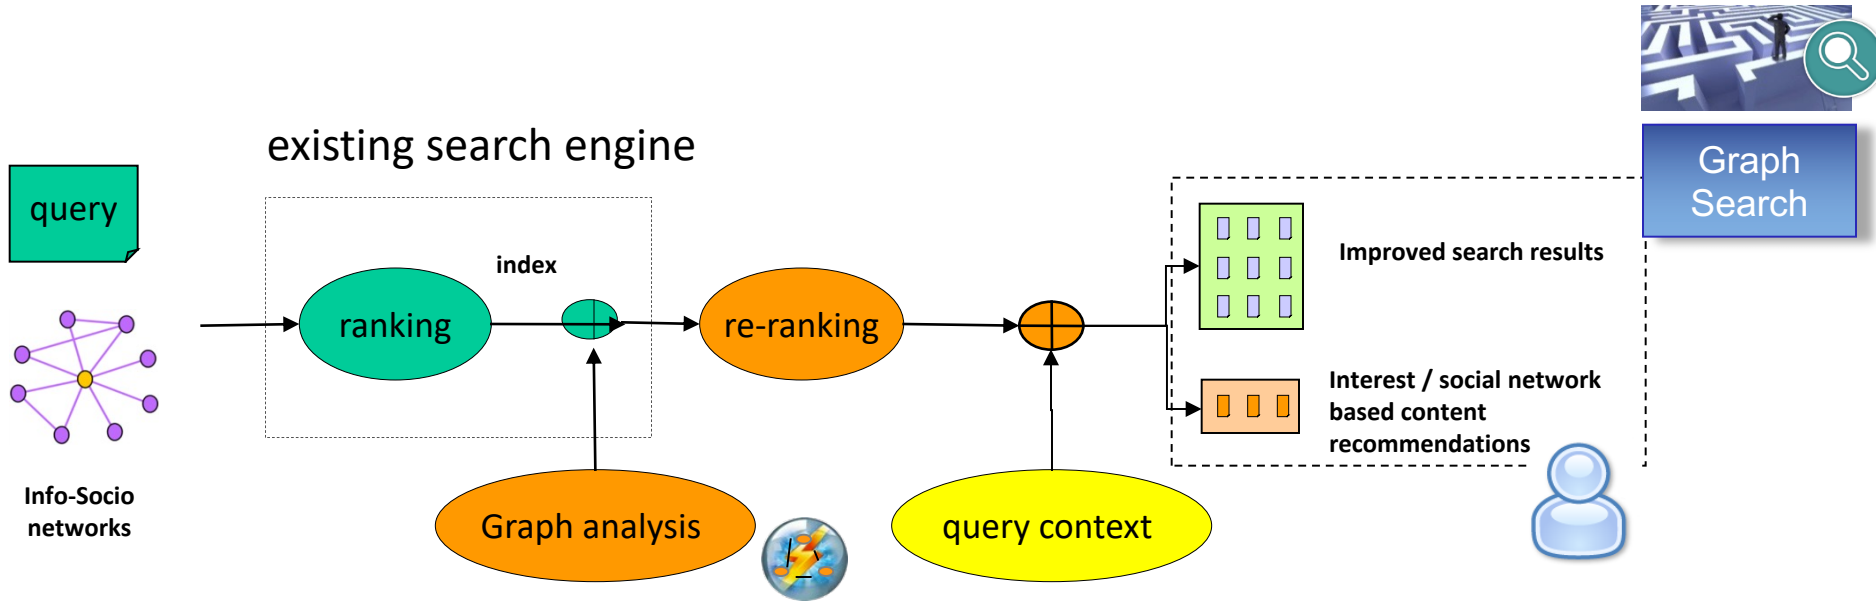 existing search engine
query
index
ranking
re-ranking
Graph analysis
query context
Info-Socio
networks
Improved search results
Interest / social network
based content
recommendations
Graph
Search